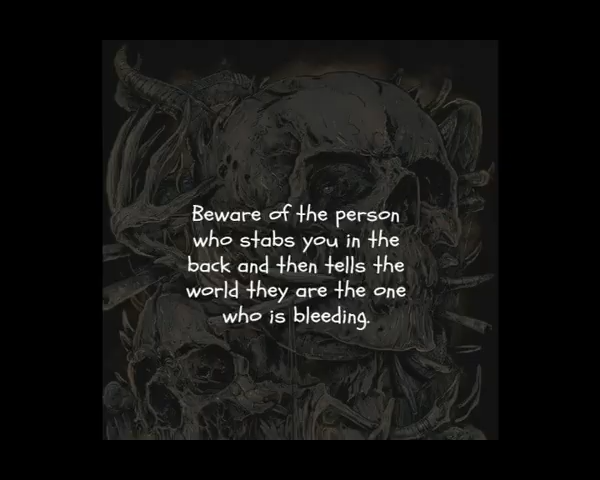 Beware of the person
who stabs you in the
back and then tells the
world they are the one
who is bleeding.